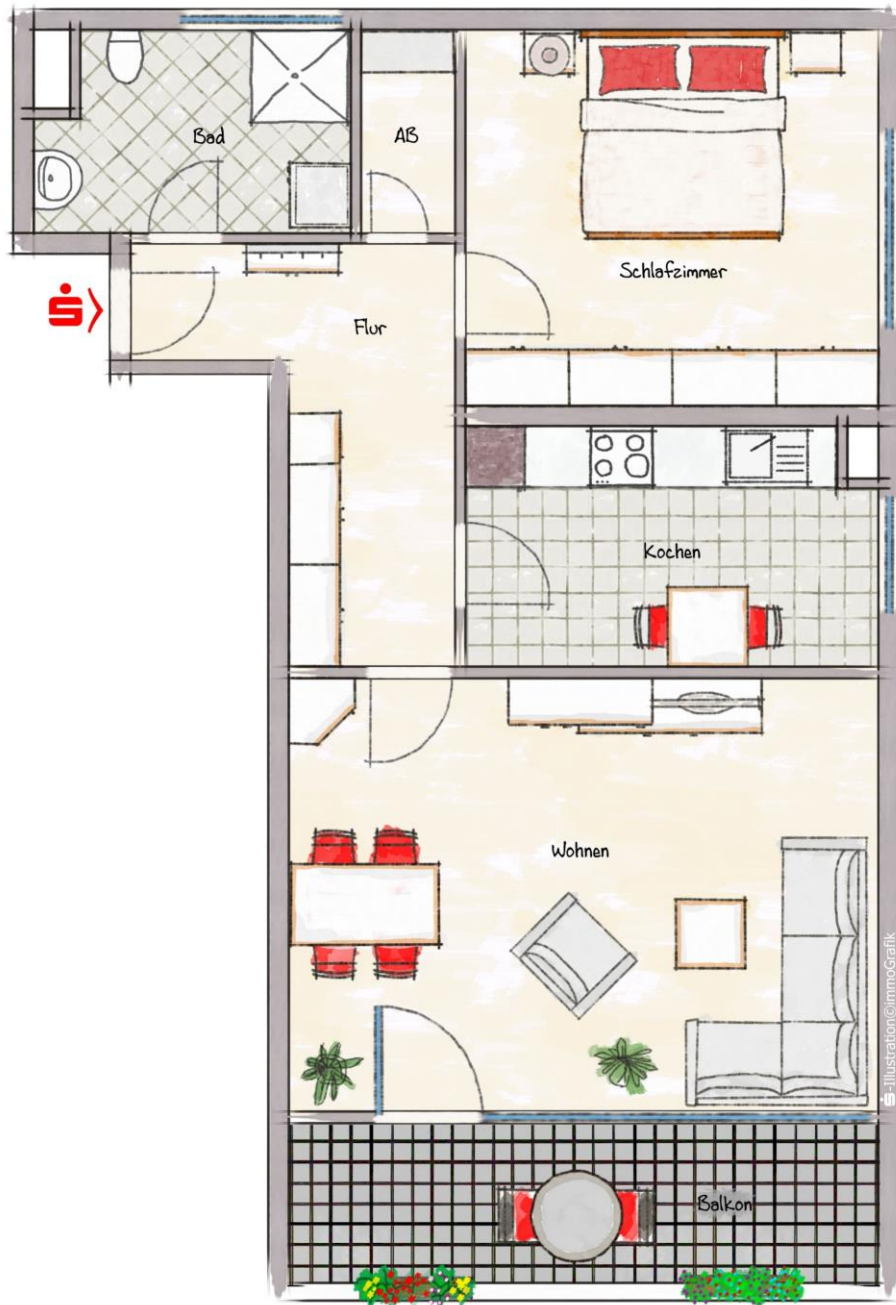 Bad
AB
Schlafzimmer
Flur
Kochen
Wohnen
Balkon
S-Illustration©immoGrafik